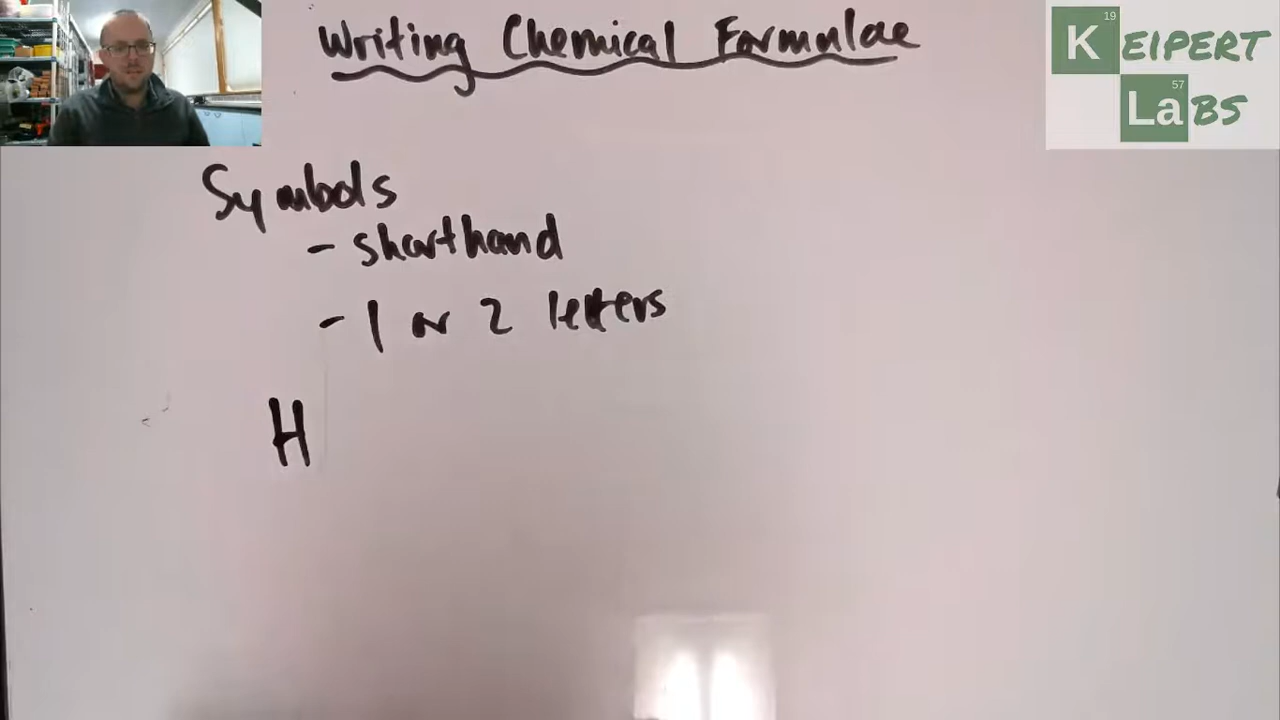 Writing Chemical Formulae
19
KEIPERT
57
LaBS
Symbols
- shorthand
- 1 or 2 letters
H